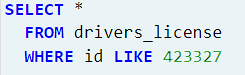 SELECT *
FROM drivers_license
WHERE id LIKE 423327